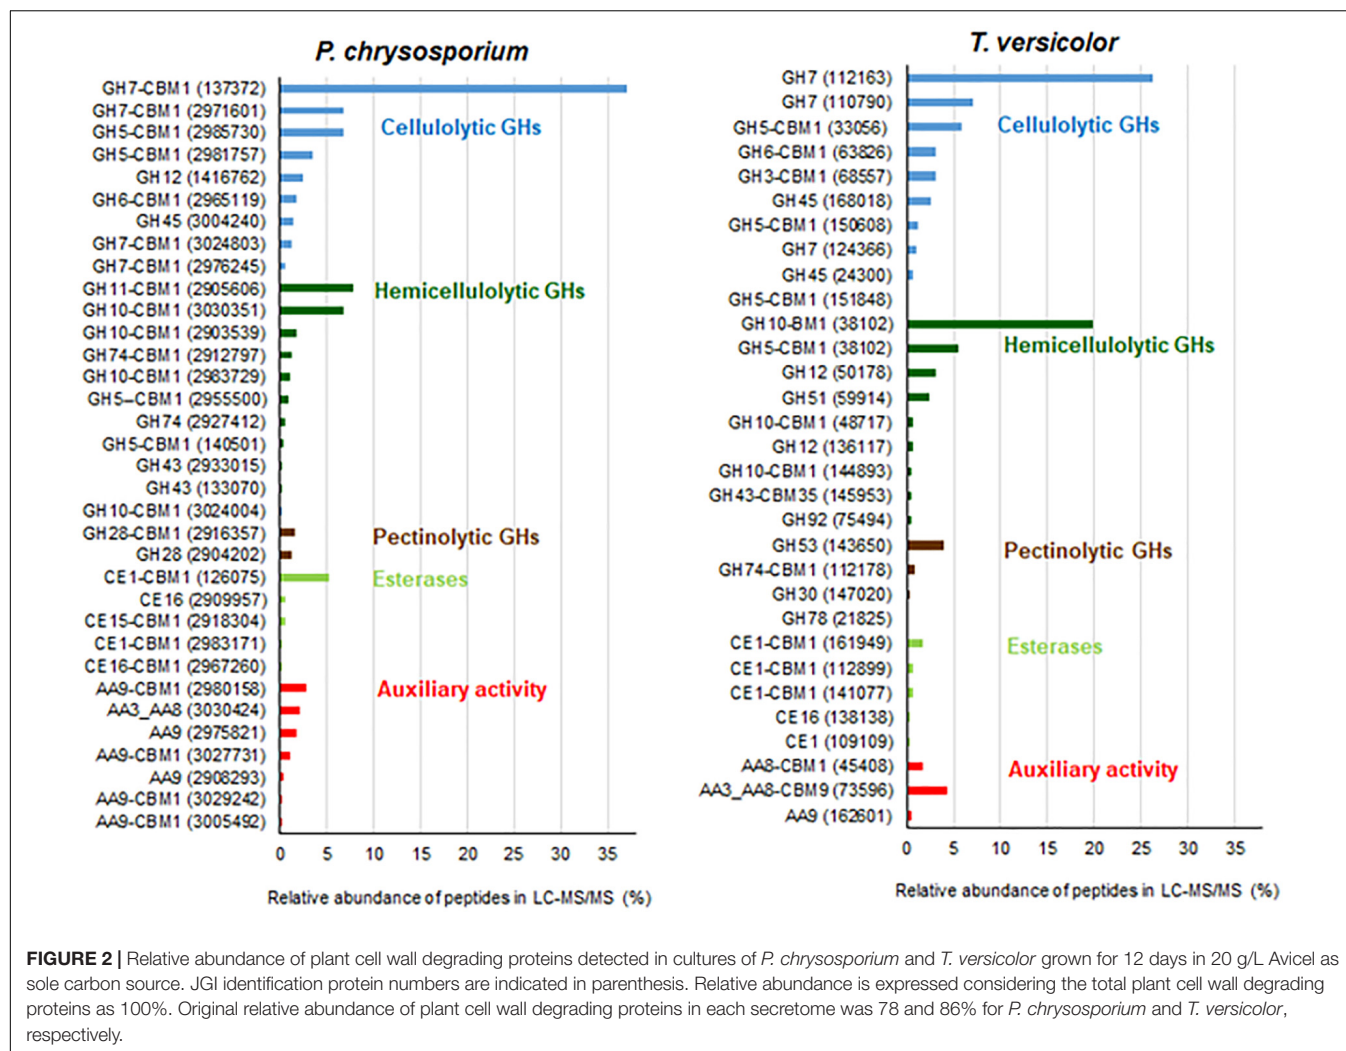 P. chrysosporium
GH7-CBM1 (137372)
GH7-CBM1 (2971601)
GH5-CBM1 (2985730)
GH5-CBM1 (2981757)
GH12 (1416762)
GH6-CBM1 (2965119)
GH45 (3004240)
GH7-CBM1 (3024803)
GH7-CBM1 (2976245)
GH11-CBM1 (2905606)
GH10-CBM1 (3030351)
GH10-CBM1 (2903539)
GH74-CBM1 (2912797)
GH10-CBM1 (2983729)
GH5--CBM1 (2955500)
GH74 (2927412)
GH5-CBM1 (140501)
GH43 (2933015)
GH43 (133070)
GH10-CBM1 (3024004)
GH28-CBM1 (2916357)
GH28 (2904202)
CE1-CBM1 (126075)
CE16 (2909957)
CE15-CBM1 (2918304)
CE1-CBM1 (2983171)
CE16-CBM1 (2967260)
AA9-CBM1 (2980158)
AA3_AA8 (3030424)
AA9 (2975821)
AA9-CBM1 (3027731)
AA9 (2908293)
AA9-CBM1 (3029242)
AA9-CBM1 (3005492)
Cellulolytic GHs
Hemicellulolytic GHs
Pectinolytic GHs
Esterases
Auxiliary activity
0 5 10 15 20 25 30 35
Relative abundance of peptides in LC-MS/MS (%)
T. versicolor
GH7 (112163)
GH7 (110790)
GH5-CBM1 (33056)
GH6-CBM1 (63826)
GH3-CBM1 (68557)
GH45 (168018)
GH5-CBM1 (150608)
GH7 (124366)
GH45 (24300)
GH5-CBM1 (151848)
GH10-BM1 (38102)
GH5-CBM1 (38102)
GH12 (50178)
GH51 (59914)
GH10-CBM1 (48717)
GH12 (136117)
GH10-CBM1 (144893)
GH43-CBM35 (145953)
GH92 (75494)
GH53 (143650)
GH74-CBM1 (112178)
GH30 (147020)
GH78 (21825)
CE1-CBM1 (161949)
CE1-CBM1 (112899)
CE1-CBM1 (141077)
CE16 (138138)
CE1 (109109)
AA8-CBM1 (45408)
AA3_AA8-CBM9 (73596)
AA9 (162601)
Cellulolytic GHs
Hemicellulolytic GHs
Pectinolytic GHs
Esterases
Auxiliary activity
0 5 10 15 20 25 30 35
Relative abundance of peptides in LC-MS/MS (%)
FIGURE 2 | Relative abundance of plant cell wall degrading proteins detected in cultures of P. chrysosporium and T. versicolor grown for 12 days in 20 g/L Avicel as
sole carbon source. JGI identification protein numbers are indicated in parenthesis. Relative abundance is expressed considering the total plant cell wall degrading
proteins as 100%. Original relative abundance of plant cell wall degrading proteins in each secretome was 78 and 86% for P. chrysosporium and T. versicolor,
respectively.